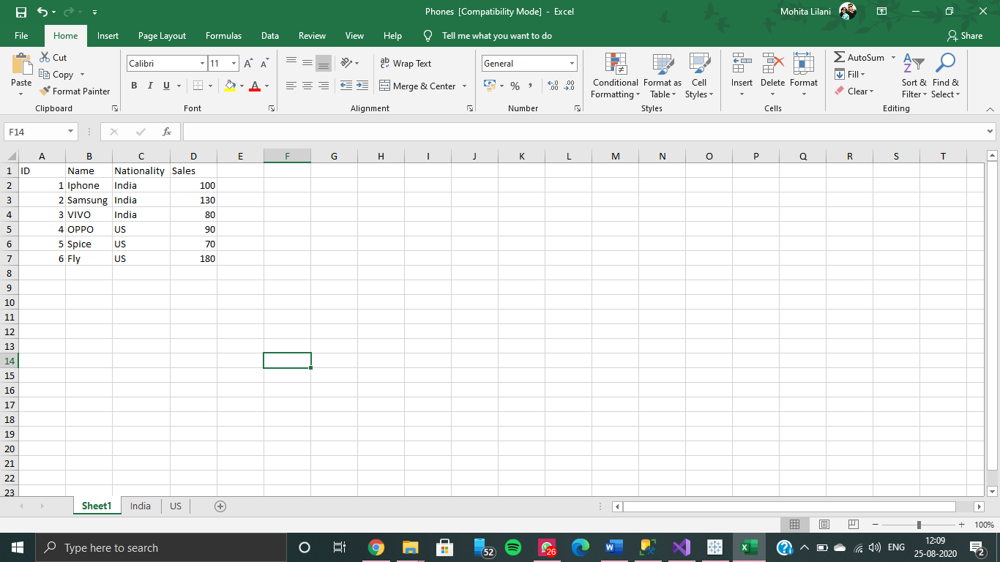 Phones [Compatibility Mode] - Excel
Mohita Lilani
File Home Insert Page Layout Formulas Data Review View Help Tell me what you want to do Share
Paste
Cut
Copy
Format Painter
Clipboard
Calibri 11
B I U
Font
Wrap Text
Merge & Center
Alignment
General
% ,
Number
Conditional Formatting
Format as Table
Cell Styles
Styles
Insert Delete Format
Cells
AutoSum
Fill
Clear
Sort & Filter
Find & Select
Editing
F14 fx
A B C D E F G H I J K L M N O P Q R S T
1 ID Name Nationality Sales
2 1 Iphone India 100
3 2 Samsung India 130
4 3 VIVO India 80
5 4 OPPO US 90
6 5 Spice US 70
7 6 Fly US 180
8
9
10
11
12
13
14
15
16
17
18
19
20
21
22
23
Sheet1 India US
100%
Type here to search
52
26
ENG
12:09
25-08-2020
2